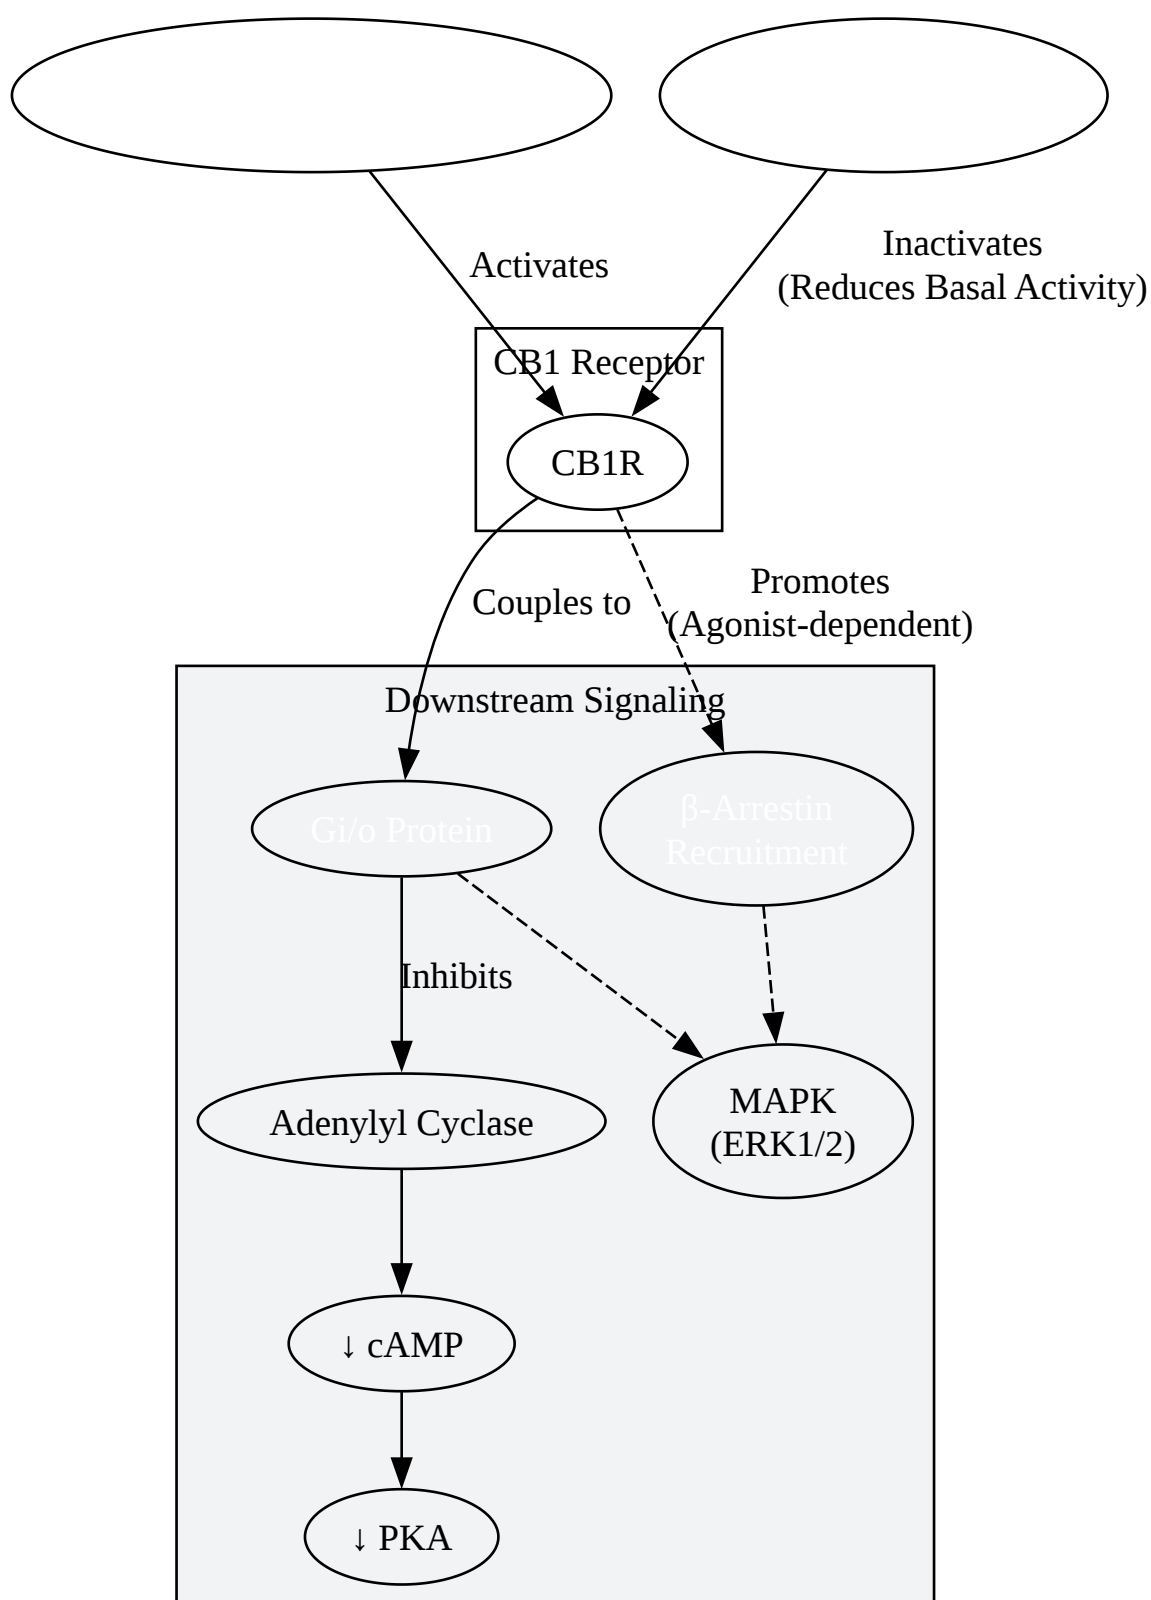 Activates
Inactivates
(Reduces Basal Activity)
CB1 Receptor
CB1R
Couples to
Promotes
(Agonist-dependent)
Downstream Signaling
Gi/o Protein
β-Arrestin
Recruitment
Inhibits
Adenylyl Cyclase
MAPK
(ERK1/2)
↓ cAMP
↓ PKA